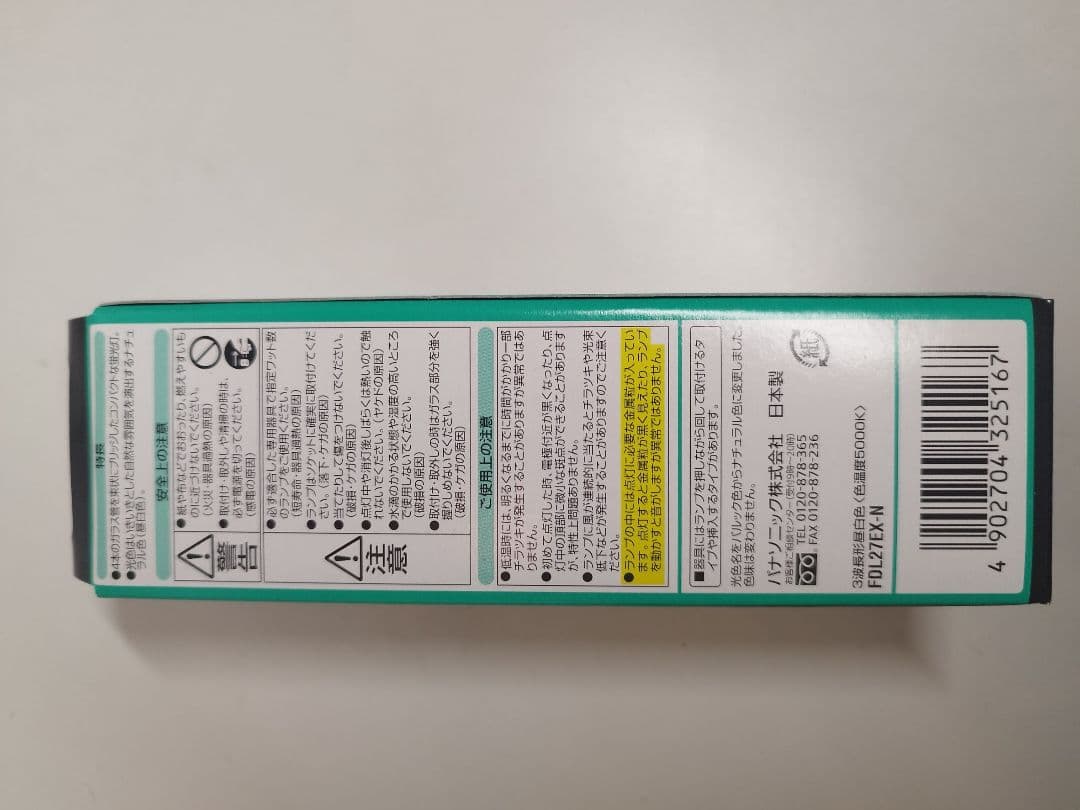 特長
●4本のガラス管を束状にブリッジしたコンパクトな蛍光灯。
●光色はいきいきとした自然な雰囲気を演出するナチュ
ラル色(昼白色)。
安全上の注意
警告
●紙や布などでおおったり、燃えやすいも
のに近づけないでください。
(火災・器具過熱の原因)
●取付け・取外しや清掃の時は、
必ず電源を切ってください。
(感電の原因)
注意
●必ず適合した専用器具で指定ワット数
のランプをご使用ください。
(短寿命・器具過熱の原因)
●ランプはソケットに確実に取付けてくだ
さい。(落下・ケガの原因)
●当てたりして傷をつけないでください。
(破損・ケガの原因)
●点灯中や消灯後しばらくは熱いので触
れないでください。(ヤケドの原因)
●水滴のかかる状態や湿度の高いところ
で使用しないでください。
(破損の原因)
●取付け・取外しの時はガラス部分を強く
握りしめないでください。
(破損・ケガの原因)
ご使用上の注意
●低温時には、明るくなるまでに時間がかかり一部
チラツキが発生することがありますが異常ではあ
りません。
●初めて点灯した時、電極付近が黒くなったり、点
灯中の頂部に微小な斑点ができることがあります
が、特性上問題ありません。
●ランプに風が連続的に当たるとチラツキや光束
低下などが発生することがありますのでご注意く
ださい。
●ランプの中には点灯に必要な金属粒が入ってい
ます。点灯すると金属粒が黒く見えたり、ランプ
を動かすと音がしますが異常ではありません。
■器具にはランプを押しながら回して取付けるタ
イプや挿入するタイプがあります。
光色名をパルック色からナチュラル色に変更しました。
色味は変わりません。
パナソニック株式会社 日本製
お客様ご相談センター(受付9時~20時)
TEL 0120-878-365
FAX 0120-878-236
紙
3波長形昼白色〈色温度5000K〉
FDL27EX-N
4 902704 325167